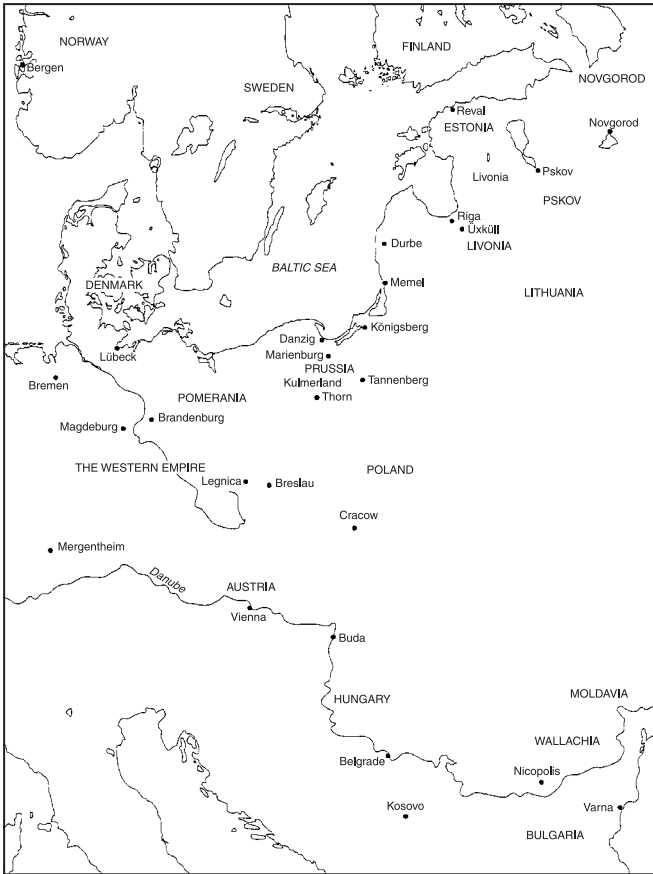 NORWAY
FINLAND
Bergen
NOVGOROD
SWEDEN
Reval
ESTONIA
Novgorod
Livonia
Pskov
PSKOV
Riga
Üxküll
LIVONIA
Durbe
BALTIC SEA
DENMARK
Memel
LITHUANIA
Königsberg
Danzig
Lübeck
Marienburg
PRUSSIA
Bremen
Kulmerland
Tannenberg
POMERANIA
Thorn
Brandenburg
Magdeburg
THE WESTERN EMPIRE
POLAND
Legnica
Breslau
Cracow
Mergentheim
Danube
AUSTRIA
Vienna
Buda
HUNGARY
MOLDAVIA
WALLACHIA
Belgrade
Nicopolis
Kosovo
Varna
BULGARIA